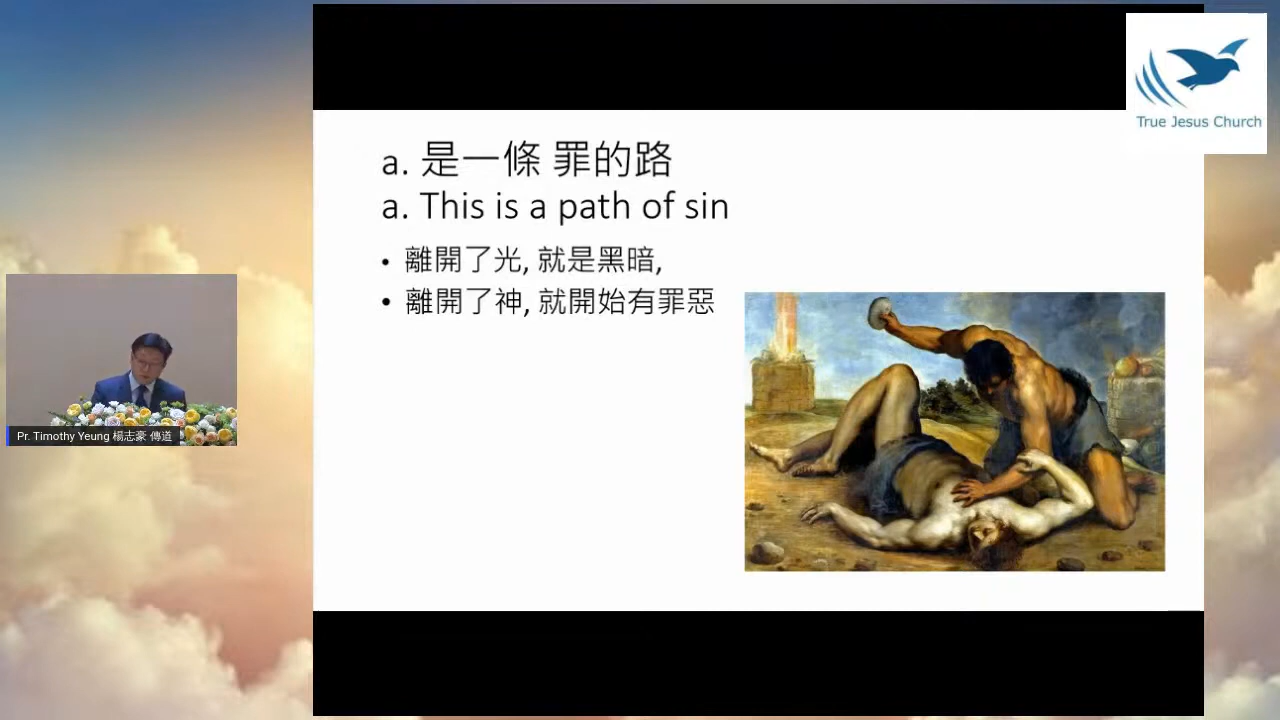 True Jesus Church
a. 是一條 罪的路
a. This is a path of sin
• 離開了光, 就是黑暗,
• 離開了神, 就開始有罪惡
Pr. Timothy Yeung 楊志豪 傳道